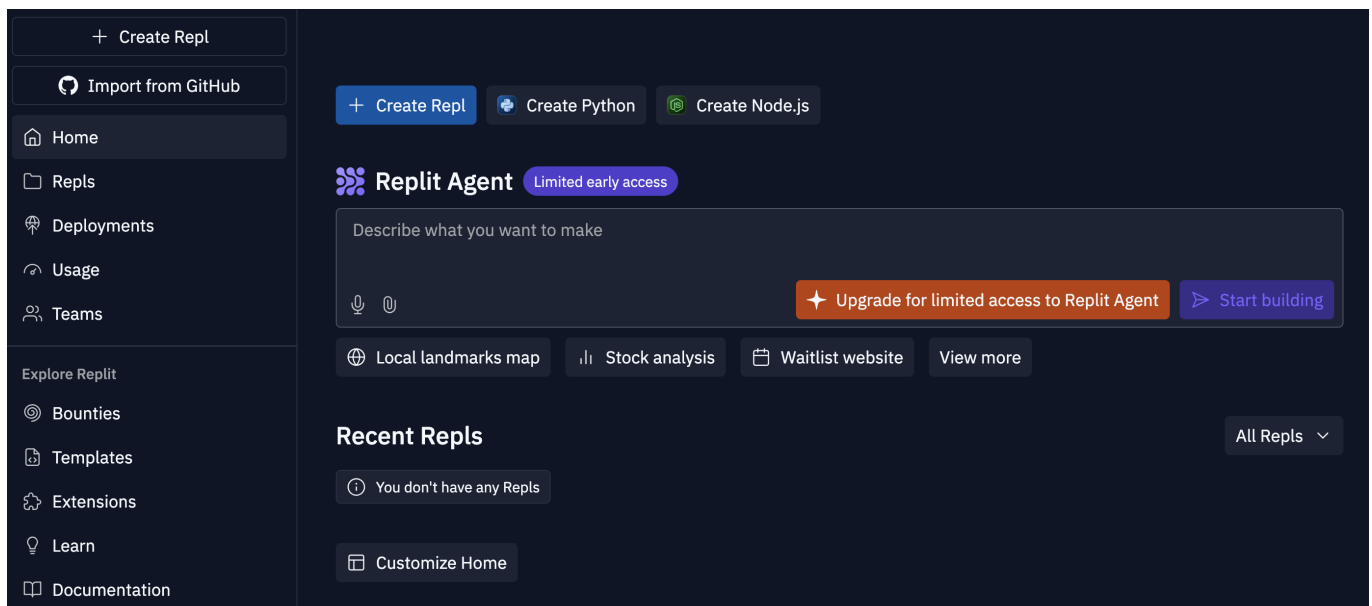 Create Repl
Import from GitHub
Home
Repls
Deployments
Usage
Teams
Explore Replit
Bounties
Templates
Extensions
Learn
Documentation
Create Repl
Create Python
Create Node.js
Replit Agent
Limited early access
Describe what you want to make
Upgrade for limited access to Replit Agent
Start building
Local landmarks map
Stock analysis
Waitlist website
View more
Recent Repls
All Repls
You don't have any Repls
Customize Home